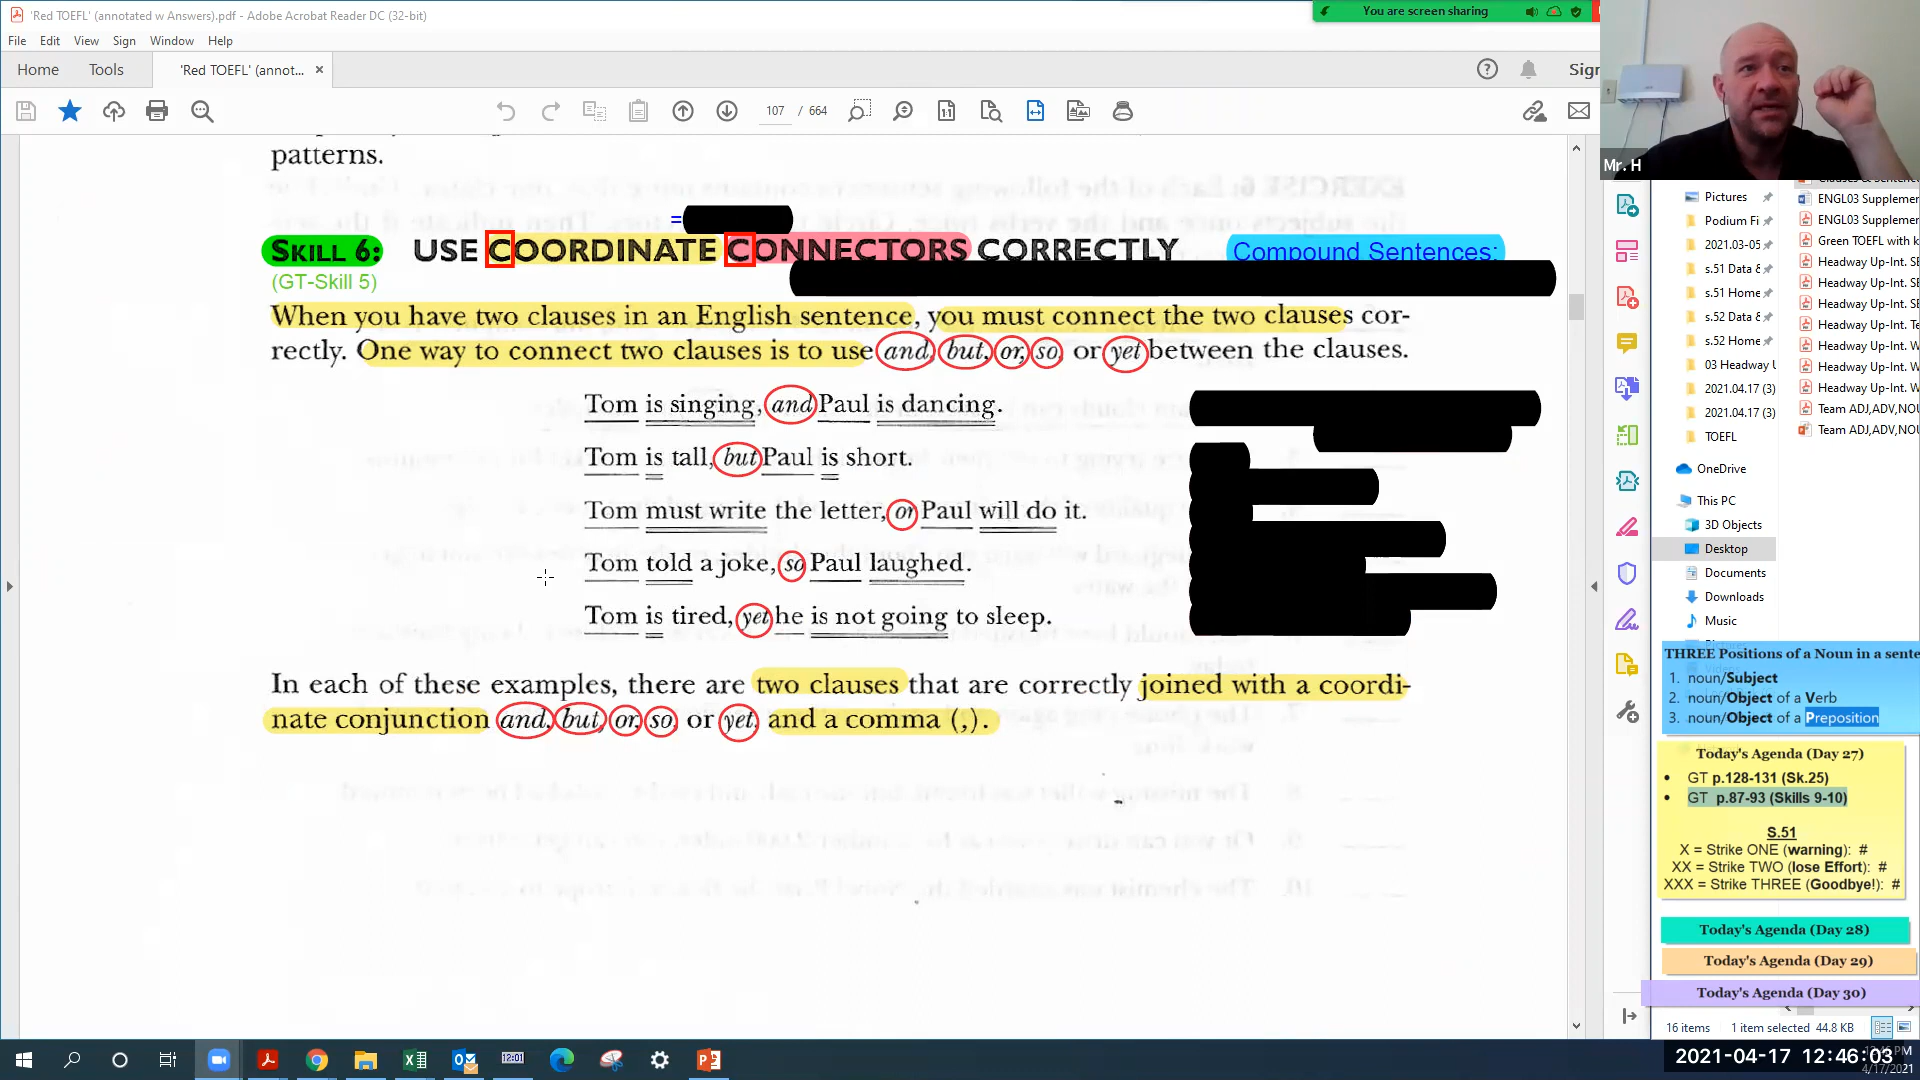 'Red TOEFL' (annotated w Answers).pdf - Adobe Acrobat Reader DC (32-bit)
You are screen sharing
File Edit View Sign Window Help
Home Tools 'Red TOEFL' (annot... × Sign
107 / 664
Mr. H
patterns.
=
SKILL 6: USE COORDINATE CONNECTORS CORRECTLY Compound Sentences:
(GT-Skill 5)
When you have two clauses in an English sentence, you must connect the two clauses cor-
rectly. One way to connect two clauses is to use and, but, or, so, or yet between the clauses.
Tom is singing, and Paul is dancing.
Tom is tall, but Paul is short.
Tom must write the letter, or Paul will do it.
Tom told a joke, so Paul laughed.
Tom is tired, yet he is not going to sleep.
In each of these examples, there are two clauses that are correctly joined with a coordi-
nate conjunction and, but, or, so, or yet, and a comma (,).
Pictures
Podium Fi
2021.03-05
s.51 Data &
s.51 Home
s.52 Data &
s.52 Home
03 Headway U
2021.04.17 (3)
2021.04.17 (3)
TOEFL
OneDrive
This PC
3D Objects
Desktop
Documents
Downloads
Music
ENGL03 Supplemer
ENGL03 Supplemer
Green TOEFL with k
Headway Up-Int. SE
Headway Up-Int. SE
Headway Up-Int. SE
Headway Up-Int. Te
Headway Up-Int. W
Headway Up-Int. W
Headway Up-Int. W
Team ADJ,ADV,NOU
Team ADJ,ADV,NOU
THREE Positions of a Noun in a sente
1. noun/Subject
2. noun/Object of a Verb
3. noun/Object of a Preposition
Today's Agenda (Day 27)
• GT p.128-131 (Sk.25)
• GT p.87-93 (Skills 9-10)
S.51
X = Strike ONE (warning): #
XX = Strike TWO (lose Effort): #
XXX = Strike THREE (Goodbye!): #
Today's Agenda (Day 28)
Today's Agenda (Day 29)
Today's Agenda (Day 30)
16 items 1 item selected 44.8 KB
12:01
2021-04-17 12:46:03
4/17/2021